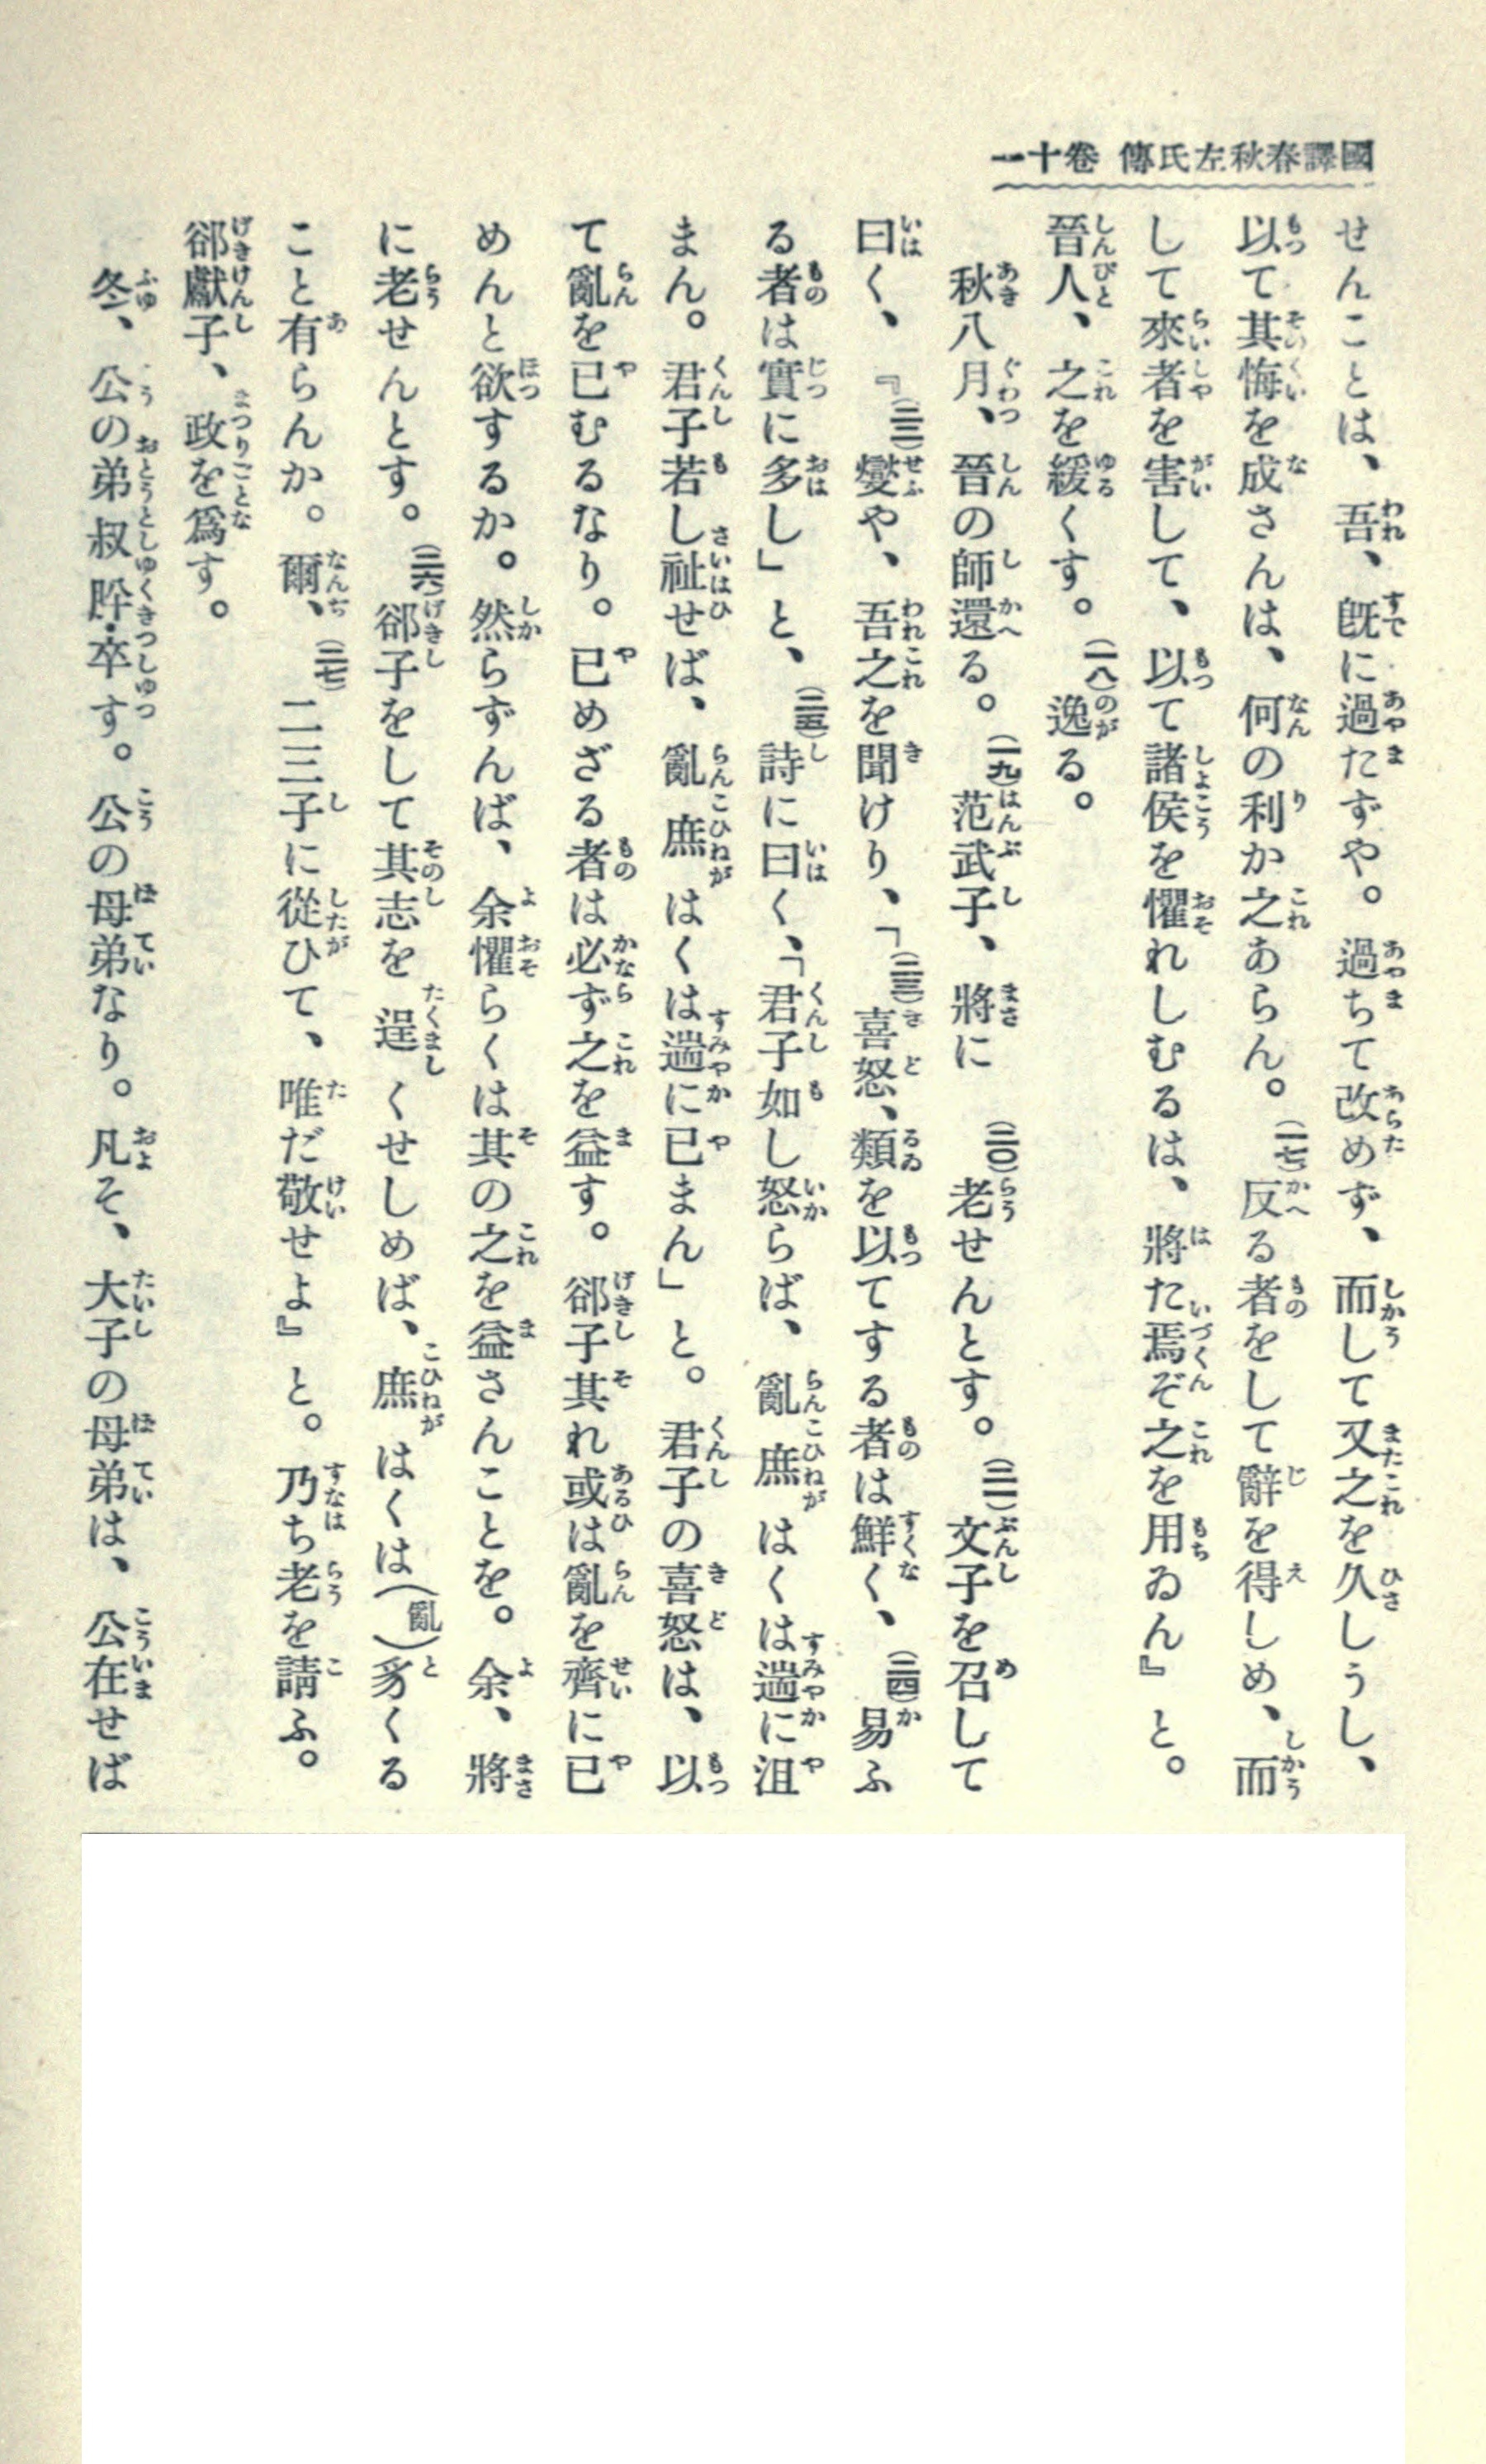 國譯春秋左氏傳 卷十一
せんことは、吾、既に過たずや。過ちて改めず、而して又之を久しうし、
以て其悔を成さんは、何の利か之あらん。(一七)反る者をして辭を得しめ、而
して來者を害して、以て諸侯を懼れしむるは、將た焉ぞ之を用ゐん』と。
晉人、之を緩くす。(一八)逸る。
秋八月、晉の師還る。(一九)范武子、將に(二〇)老せんとす。(二一)文子を召して
曰く、『(二二)燮や、吾之を聞けり、「(二三)喜怒、類を以てする者は鮮く、(二四)易ふ
る者は實に多し」と、(二五)詩に曰く、「君子如し怒らば、亂庶はくは遄に沮
まん。君子若し祉せば、亂庶はくは遄に已まん」と。君子の喜怒は、以
て亂を已むるなり。已めざる者は必ず之を益す。郤子其れ或は亂を齊に已
めんと欲するか。然らずんば、余懼らくは其の之を益さんことを。余、將
に老せんとす。(二六)郤子をして其志を逞くせしめば、庶はくは(亂)豸くる
こと有らんか。爾、(二七)二三子に從ひて、唯だ敬せよ』と。乃ち老を請ふ。
郤獻子、政を爲す。
冬、公の弟叔肸卒す。公の母弟なり。凡そ、大子の母弟は、公在せば